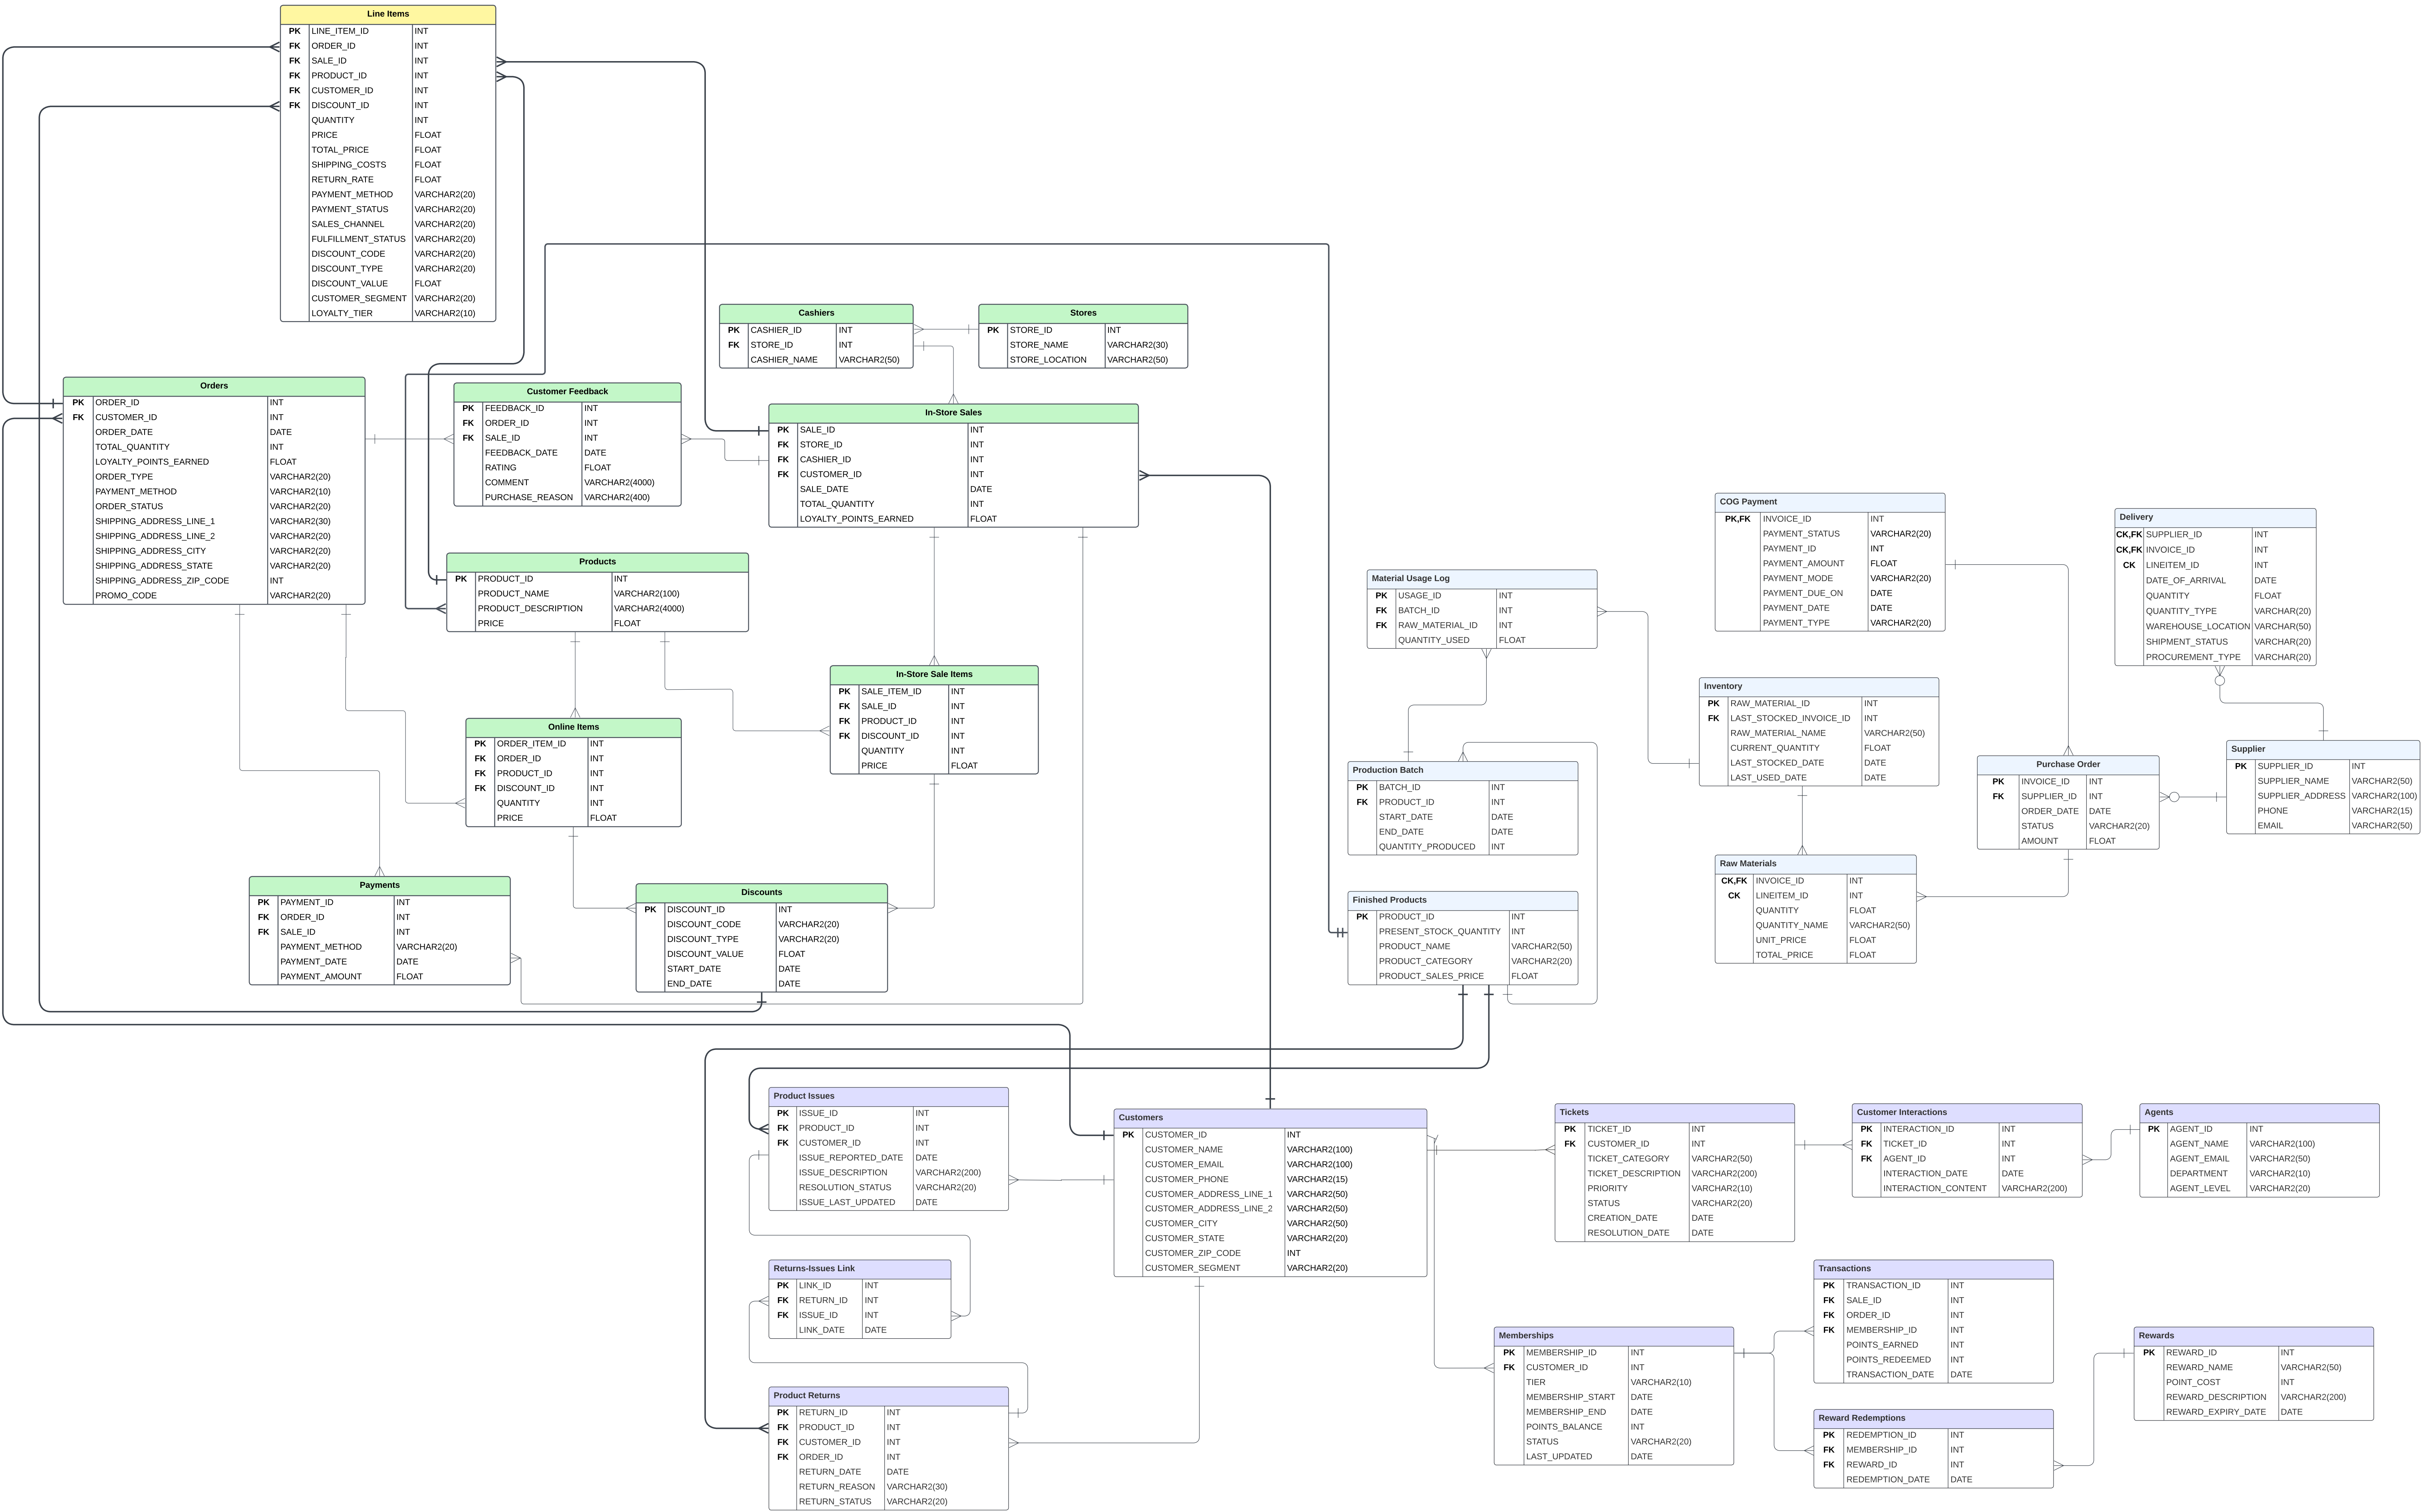 Line Items
PK LINE_ITEM_ID INT
FK ORDER_ID INT
FK SALE_ID INT
FK PRODUCT_ID INT
FK CUSTOMER_ID INT
FK DISCOUNT_ID INT
QUANTITY INT
PRICE FLOAT
TOTAL_PRICE FLOAT
SHIPPING_COSTS FLOAT
RETURN_RATE FLOAT
PAYMENT_METHOD VARCHAR2(20)
PAYMENT_STATUS VARCHAR2(20)
SALES_CHANNEL VARCHAR2(20)
FULFILLMENT_STATUS VARCHAR2(20)
DISCOUNT_CODE VARCHAR2(20)
DISCOUNT_TYPE VARCHAR2(20)
DISCOUNT_VALUE FLOAT
CUSTOMER_SEGMENT VARCHAR2(20)
LOYALTY_TIER VARCHAR2(10)
Cashiers
PK CASHIER_ID INT
FK STORE_ID INT
CASHIER_NAME VARCHAR2(50)
Stores
PK STORE_ID INT
STORE_NAME VARCHAR2(30)
STORE_LOCATION VARCHAR2(50)
Orders
PK ORDER_ID INT
FK CUSTOMER_ID INT
ORDER_DATE DATE
TOTAL_QUANTITY INT
LOYALTY_POINTS_EARNED FLOAT
ORDER_TYPE VARCHAR2(20)
PAYMENT_METHOD VARCHAR2(10)
ORDER_STATUS VARCHAR2(20)
SHIPPING_ADDRESS_LINE_1 VARCHAR2(30)
SHIPPING_ADDRESS_LINE_2 VARCHAR2(20)
SHIPPING_ADDRESS_CITY VARCHAR2(20)
SHIPPING_ADDRESS_STATE VARCHAR2(20)
SHIPPING_ADDRESS_ZIP_CODE INT
PROMO_CODE VARCHAR2(20)
Customer Feedback
PK FEEDBACK_ID INT
FK ORDER_ID INT
FK SALE_ID INT
FEEDBACK_DATE DATE
RATING FLOAT
COMMENT VARCHAR2(4000)
PURCHASE_REASON VARCHAR2(400)
In-Store Sales
PK SALE_ID INT
FK STORE_ID INT
FK CASHIER_ID INT
FK CUSTOMER_ID INT
SALE_DATE DATE
TOTAL_QUANTITY INT
LOYALTY_POINTS_EARNED FLOAT
Products
PK PRODUCT_ID INT
PRODUCT_NAME VARCHAR2(100)
PRODUCT_DESCRIPTION VARCHAR2(4000)
PRICE FLOAT
In-Store Sale Items
PK SALE_ITEM_ID INT
FK SALE_ID INT
FK PRODUCT_ID INT
FK DISCOUNT_ID INT
QUANTITY INT
PRICE FLOAT
Online Items
PK ORDER_ITEM_ID INT
FK ORDER_ID INT
FK PRODUCT_ID INT
FK DISCOUNT_ID INT
QUANTITY INT
PRICE FLOAT
Payments
PK PAYMENT_ID INT
FK ORDER_ID INT
FK SALE_ID INT
PAYMENT_METHOD VARCHAR2(20)
PAYMENT_DATE DATE
PAYMENT_AMOUNT FLOAT
Discounts
PK DISCOUNT_ID INT
DISCOUNT_CODE VARCHAR2(20)
DISCOUNT_TYPE VARCHAR2(20)
DISCOUNT_VALUE FLOAT
START_DATE DATE
END_DATE DATE
COG Payment
PK,FK INVOICE_ID INT
PAYMENT_STATUS VARCHAR2(20)
PAYMENT_ID INT
PAYMENT_AMOUNT FLOAT
PAYMENT_MODE VARCHAR2(20)
PAYMENT_DUE_ON DATE
PAYMENT_DATE DATE
PAYMENT_TYPE VARCHAR2(20)
Delivery
CK,FK SUPPLIER_ID INT
CK,FK INVOICE_ID INT
CK LINEITEM_ID INT
DATE_OF_ARRIVAL DATE
QUANTITY FLOAT
QUANTITY_TYPE VARCHAR(20)
WAREHOUSE_LOCATION VARCHAR(50)
SHIPMENT_STATUS VARCHAR(20)
PROCUREMENT_TYPE VARCHAR(20)
Material Usage Log
PK USAGE_ID INT
FK BATCH_ID INT
FK RAW_MATERIAL_ID INT
QUANTITY_USED FLOAT
Inventory
PK RAW_MATERIAL_ID INT
FK LAST_STOCKED_INVOICE_ID INT
RAW_MATERIAL_NAME VARCHAR2(50)
CURRENT_QUANTITY FLOAT
LAST_STOCKED_DATE DATE
LAST_USED_DATE DATE
Supplier
PK SUPPLIER_ID INT
SUPPLIER_NAME VARCHAR2(50)
SUPPLIER_ADDRESS VARCHAR2(100)
PHONE VARCHAR2(15)
EMAIL VARCHAR2(50)
Purchase Order
PK INVOICE_ID INT
FK SUPPLIER_ID INT
ORDER_DATE DATE
STATUS VARCHAR2(20)
AMOUNT FLOAT
Production Batch
PK BATCH_ID INT
FK PRODUCT_ID INT
START_DATE DATE
END_DATE DATE
QUANTITY_PRODUCED INT
Raw Materials
CK,FK INVOICE_ID INT
CK LINEITEM_ID INT
QUANTITY FLOAT
QUANTITY_NAME VARCHAR2(50)
UNIT_PRICE FLOAT
TOTAL_PRICE FLOAT
Finished Products
PK PRODUCT_ID INT
PRESENT_STOCK_QUANTITY INT
PRODUCT_NAME VARCHAR2(50)
PRODUCT_CATEGORY VARCHAR2(20)
PRODUCT_SALES_PRICE FLOAT
Product Issues
PK ISSUE_ID INT
FK PRODUCT_ID INT
FK CUSTOMER_ID INT
ISSUE_REPORTED_DATE DATE
ISSUE_DESCRIPTION VARCHAR2(200)
RESOLUTION_STATUS VARCHAR2(20)
ISSUE_LAST_UPDATED DATE
Customers
PK CUSTOMER_ID INT
CUSTOMER_NAME VARCHAR2(100)
CUSTOMER_EMAIL VARCHAR2(100)
CUSTOMER_PHONE VARCHAR2(15)
CUSTOMER_ADDRESS_LINE_1 VARCHAR2(50)
CUSTOMER_ADDRESS_LINE_2 VARCHAR2(50)
CUSTOMER_CITY VARCHAR2(50)
CUSTOMER_STATE VARCHAR2(20)
CUSTOMER_ZIP_CODE INT
CUSTOMER_SEGMENT VARCHAR2(20)
Tickets
PK TICKET_ID INT
FK CUSTOMER_ID INT
TICKET_CATEGORY VARCHAR2(50)
TICKET_DESCRIPTION VARCHAR2(200)
PRIORITY VARCHAR2(10)
STATUS VARCHAR2(20)
CREATION_DATE DATE
RESOLUTION_DATE DATE
Customer Interactions
PK INTERACTION_ID INT
FK TICKET_ID INT
FK AGENT_ID INT
INTERACTION_DATE DATE
INTERACTION_CONTENT VARCHAR2(200)
Agents
PK AGENT_ID INT
AGENT_NAME VARCHAR2(100)
AGENT_EMAIL VARCHAR2(50)
DEPARTMENT VARCHAR2(10)
AGENT_LEVEL VARCHAR2(20)
Returns-Issues Link
PK LINK_ID INT
FK RETURN_ID INT
FK ISSUE_ID INT
LINK_DATE DATE
Transactions
PK TRANSACTION_ID INT
FK SALE_ID INT
FK ORDER_ID INT
FK MEMBERSHIP_ID INT
POINTS_EARNED INT
POINTS_REDEEMED INT
TRANSACTION_DATE DATE
Memberships
PK MEMBERSHIP_ID INT
FK CUSTOMER_ID INT
TIER VARCHAR2(10)
MEMBERSHIP_START DATE
MEMBERSHIP_END DATE
POINTS_BALANCE INT
STATUS VARCHAR2(20)
LAST_UPDATED DATE
Rewards
PK REWARD_ID INT
REWARD_NAME VARCHAR2(50)
POINT_COST INT
REWARD_DESCRIPTION VARCHAR2(200)
REWARD_EXPIRY_DATE DATE
Product Returns
PK RETURN_ID INT
FK PRODUCT_ID INT
FK CUSTOMER_ID INT
FK ORDER_ID INT
RETURN_DATE DATE
RETURN_REASON VARCHAR2(30)
RETURN_STATUS VARCHAR2(20)
Reward Redemptions
PK REDEMPTION_ID INT
FK MEMBERSHIP_ID INT
FK REWARD_ID INT
REDEMPTION_DATE DATE